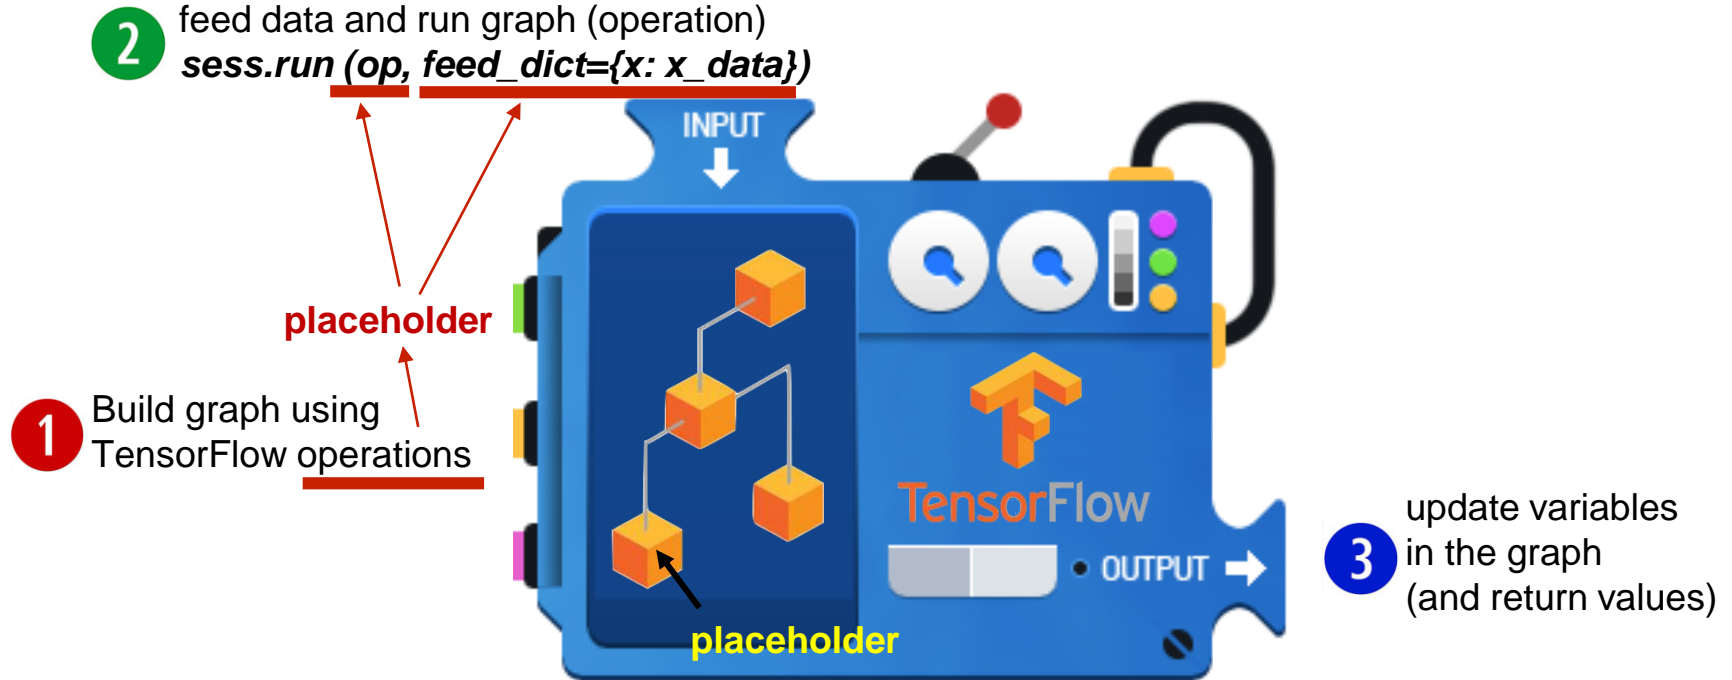 2
feed data and run graph (operation)
sess.run (op, feed_dict={x: x_data})
INPUT
placeholder
1
Build graph using
TensorFlow operations
TensorFlow
OUTPUT
placeholder
3
update variables
in the graph
(and return values)